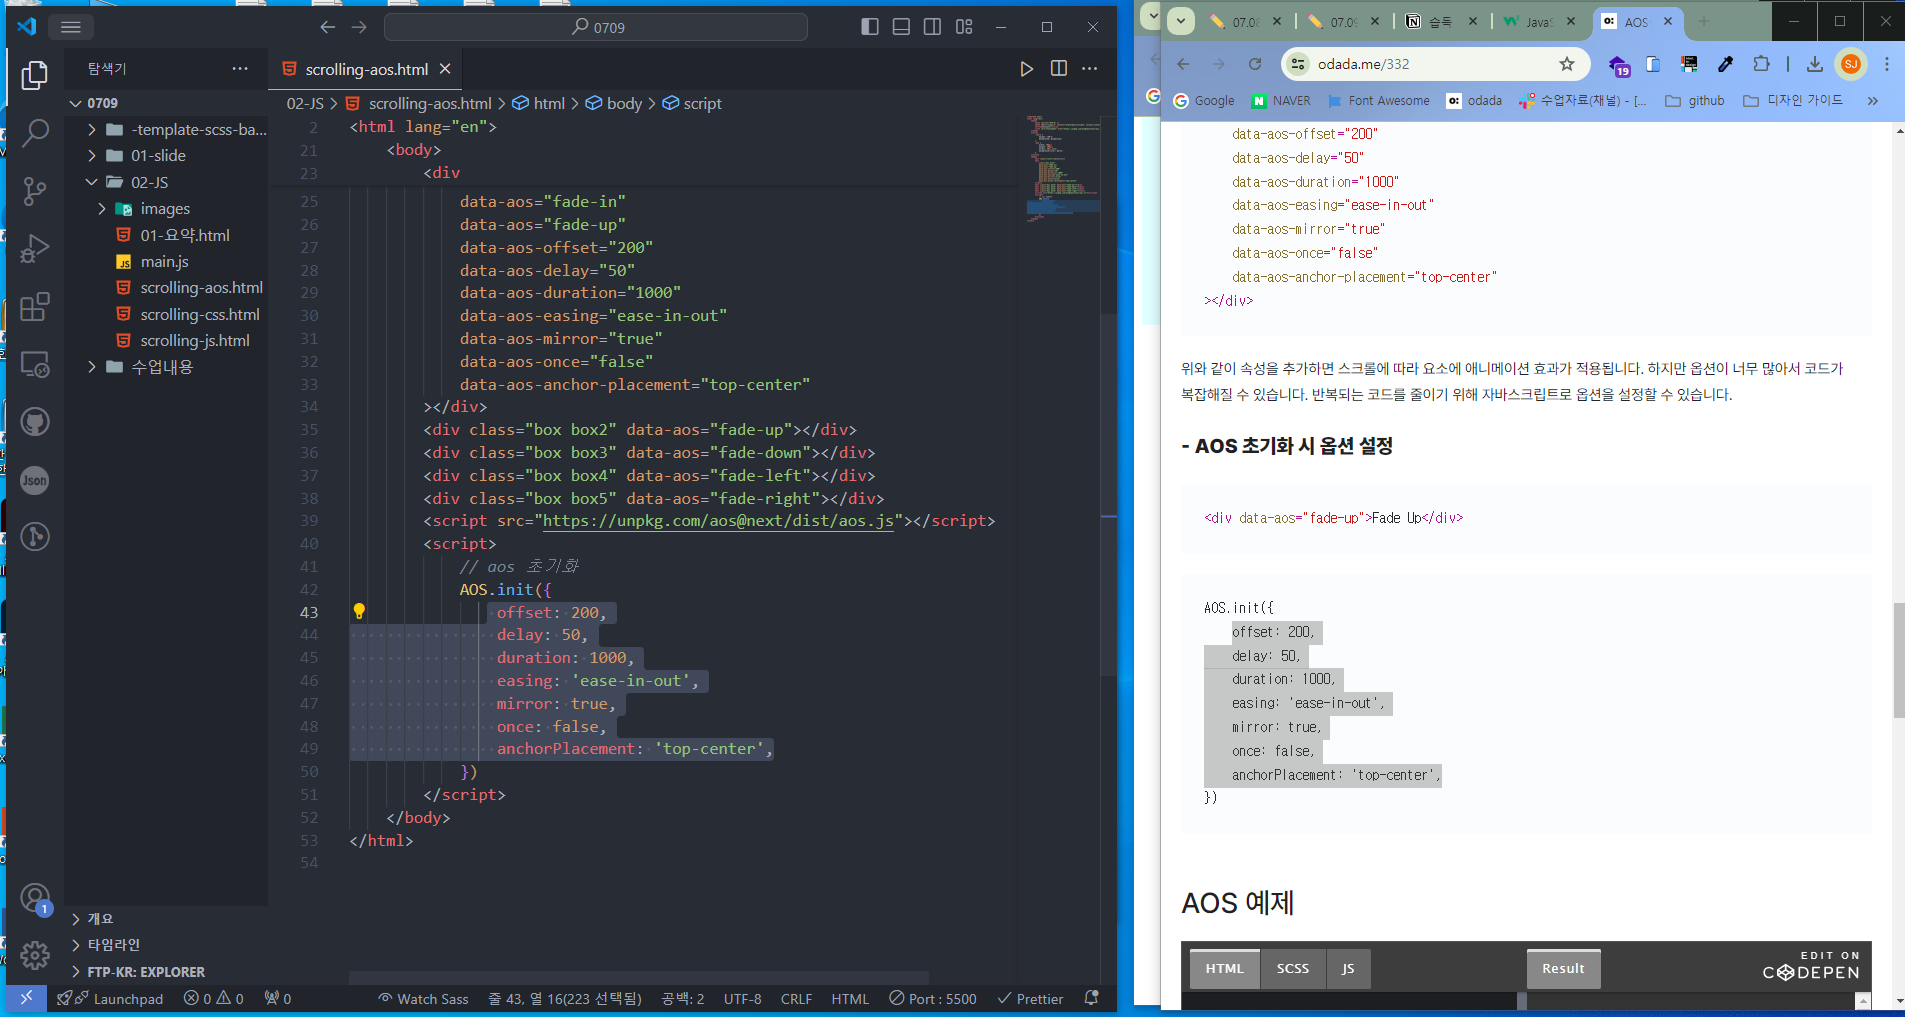 0709
탐색기
0709
-template-scss-ba...
01-slide
02-JS
images
01-요약.html
main.js
scrolling-aos.html
scrolling-css.html
scrolling-js.html
수업내용
개요
타임라인
FTP-KR: EXPLORER
Json
1
scrolling-aos.html
02-JS > scrolling-aos.html > html > body > script
2 <html lang="en">
21 <body>
23 <div
25 data-aos="fade-in"
26 data-aos="fade-up"
27 data-aos-offset="200"
28 data-aos-delay="50"
29 data-aos-duration="1000"
30 data-aos-easing="ease-in-out"
31 data-aos-mirror="true"
32 data-aos-once="false"
33 data-aos-anchor-placement="top-center"
34 ></div>
35 <div class="box box2" data-aos="fade-up"></div>
36 <div class="box box3" data-aos="fade-down"></div>
37 <div class="box box4" data-aos="fade-left"></div>
38 <div class="box box5" data-aos="fade-right"></div>
39 <script src="https://unpkg.com/aos@next/dist/aos.js"></script>
40 <script>
41 // aos 초기화
42 AOS.init({
43 offset: 200,
44 delay: 50,
45 duration: 1000,
46 easing: 'ease-in-out',
47 mirror: true,
48 once: false,
49 anchorPlacement: 'top-center',
50 })
51 </script>
52 </body>
53 </html>
54
Launchpad 0 0 0 Watch Sass 줄 43, 열 16(223 선택됨) 공백: 2 UTF-8 CRLF HTML Port : 5500 Prettier
07.0 07.0 습득 Java AOS
odada.me/332
19 SJ
Google NAVER Font Awesome odada 수업자료(채널) - [... github 디자인 가이드
data-aos-offset="200"
data-aos-delay="50"
data-aos-duration="1000"
data-aos-easing="ease-in-out"
data-aos-mirror="true"
data-aos-once="false"
data-aos-anchor-placement="top-center"
></div>
위와 같이 속성을 추가하면 스크롤에 따라 요소에 애니메이션 효과가 적용됩니다. 하지만 옵션이 너무 많아서 코드가
복잡해질 수 있습니다. 반복되는 코드를 줄이기 위해 자바스크립트로 옵션을 설정할 수 있습니다.
- AOS 초기화 시 옵션 설정
<div data-aos="fade-up">Fade Up</div>
AOS.init({
offset: 200,
delay: 50,
duration: 1000,
easing: 'ease-in-out',
mirror: true,
once: false,
anchorPlacement: 'top-center',
})
AOS 예제
HTML SCSS JS Result
EDIT ON
CODEPEN